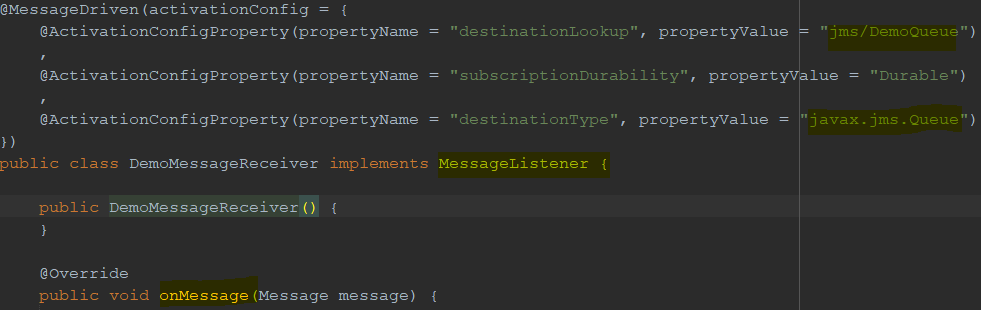 @MessageDriven(activationConfig = {
@ActivationConfigProperty(propertyName = "destinationLookup", propertyValue = "jms/DemoQueue")
,
@ActivationConfigProperty(propertyName = "subscriptionDurability", propertyValue = "Durable")
,
@ActivationConfigProperty(propertyName = "destinationType", propertyValue = "javax.jms.Queue")
})
public class DemoMessageReceiver implements MessageListener {
public DemoMessageReceiver() {
}
@Override
public void onMessage(Message message) {